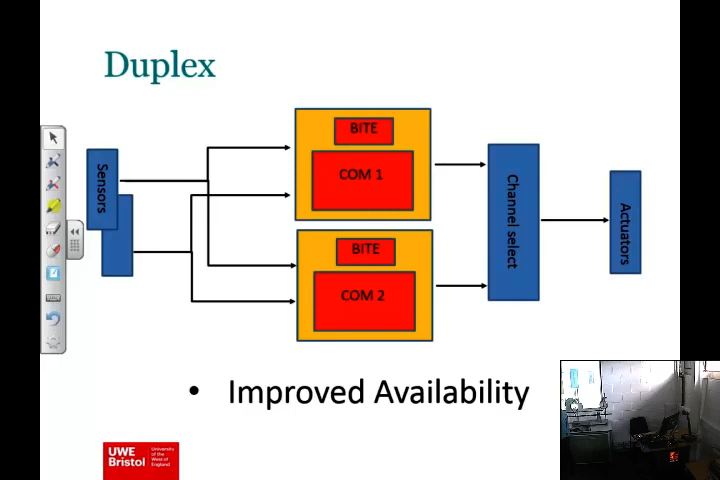 Duplex
Sensors
BITE
COM 1
BITE
COM 2
Channel select
Actuators
• Improved Availability
UWE
Bristol
University
of the
West of
England